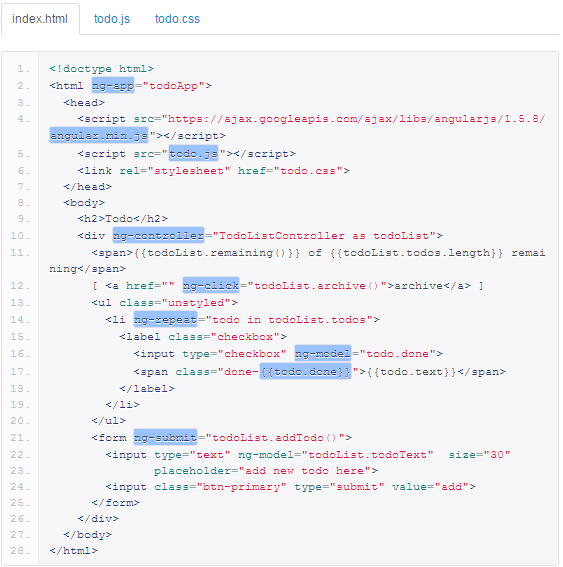 index.html todo.js todo.css
1. <!doctype html>
2. <html ng-app="todoApp">
3. <head>
4. <script src="https://ajax.googleapis.com/ajax/libs/angularjs/1.5.8/
angular.min.js"></script>
5. <script src="todo.js"></script>
6. <link rel="stylesheet" href="todo.css">
7. </head>
8. <body>
9. <h2>Todo</h2>
10. <div ng-controller="TodoListController as todoList">
11. <span>{{todoList.remaining()}} of {{todoList.todos.length}} remai
ning</span>
12. [ <a href="" ng-click="todoList.archive()">archive</a> ]
13. <ul class="unstyled">
14. <li ng-repeat="todo in todoList.todos">
15. <label class="checkbox">
16. <input type="checkbox" ng-model="todo.done">
17. <span class="done-{{todo.done}}">{{todo.text}}</span>
18. </label>
19. </li>
20. </ul>
21. <form ng-submit="todoList.addTodo()">
22. <input type="text" ng-model="todoList.todoText"  size="30"
23. placeholder="add new todo here">
24. <input class="btn-primary" type="submit" value="add">
25. </form>
26. </div>
27. </body>
28. </html>